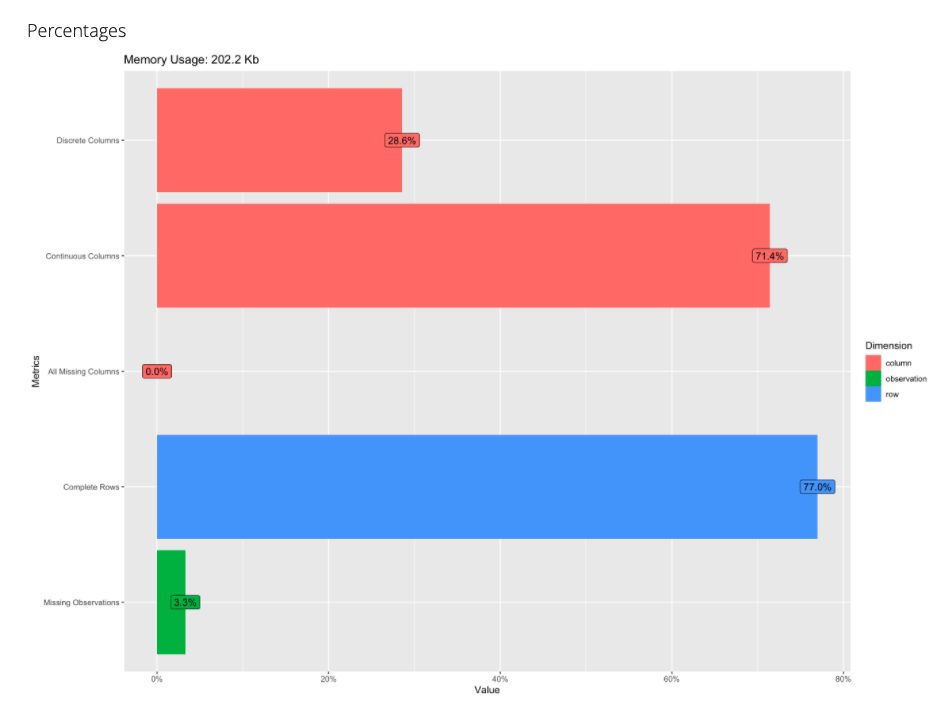 Percentages
Memory Usage: 202.2 Kb
Discrete Columns
28.6%
Continuous Columns
71.4%
All Missing Columns
0.0%
Complete Rows
77.0%
Missing Observations
3.3%
Metrics
0%
20%
40%
60%
80%
Value
Dimension
column
observation
row